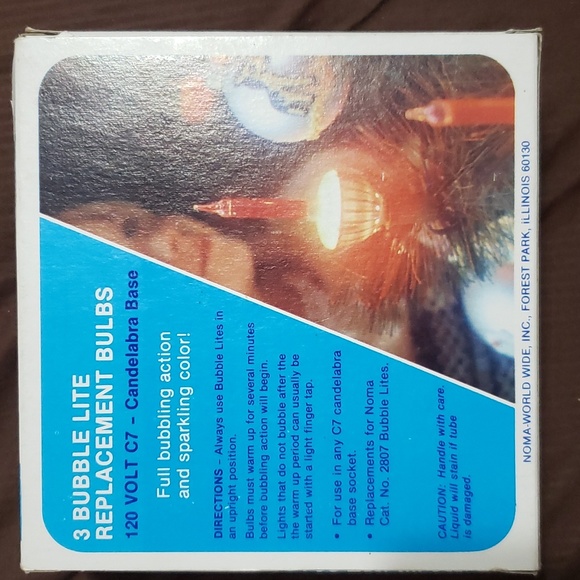 3 BUBBLE LITE
REPLACEMENT BULBS
120 VOLT C7 - Candelabra Base
Full bubbling action
and sparkling color!
DIRECTIONS - Always use Bubble Lites in
an upright position.
Bulbs must warm up for several minutes
before bubbling action will begin.
Lights that do not bubble after the
the warm up period can usually be
started with a light finger tap.
• For use in any C7 candelabra
base socket.
• Replacements for Noma
Cat. No. 2807 Bubble Lites.
CAUTION: Handle with care.
Liquid will stain if tube
is damaged.
NOMA-WORLD WIDE, INC., FOREST PARK, iLLINOIS 60130